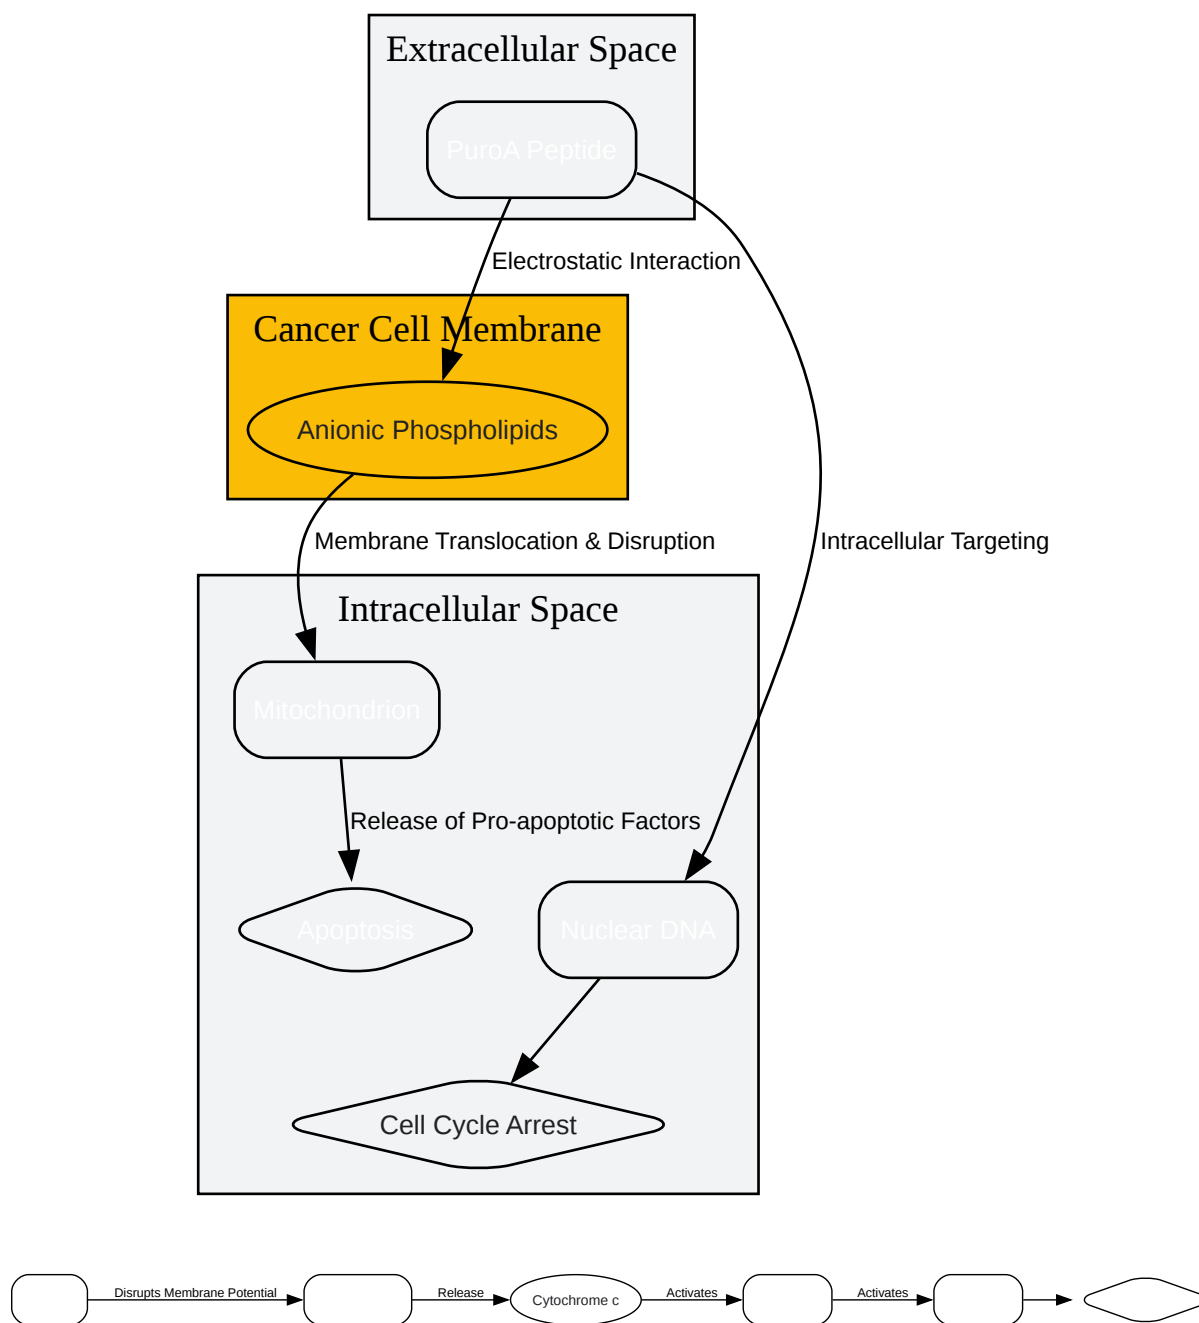 Extracellular Space
PuroA Peptide
Electrostatic Interaction
Cancer Cell Membrane
Anionic Phospholipids
Membrane Translocation & Disruption
Intracellular Targeting
Intracellular Space
Mitochondrion
Release of Pro-apoptotic Factors
Apoptosis
Nuclear DNA
Cell Cycle Arrest
Disrupts Membrane Potential
Release
Cytochrome c
Activates
Activates